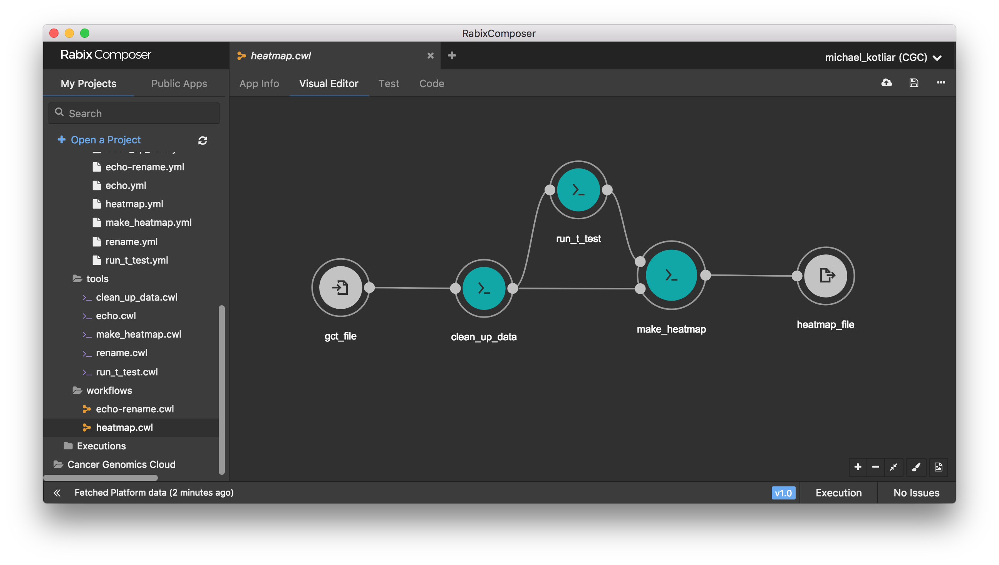 RabixComposer
Rabix Composer
heatmap.cwl
michael_kotliar (CGC)
My Projects
Public Apps
App Info
Visual Editor
Test
Code
Search
Open a Project
echo-rename.yml
echo.yml
heatmap.yml
make_heatmap.yml
rename.yml
run_t_test.yml
tools
clean_up_data.cwl
echo.cwl
make_heatmap.cwl
rename.cwl
run_t_test.cwl
workflows
echo-rename.cwl
heatmap.cwl
Executions
Cancer Genomics Cloud
run_t_test
gct_file
clean_up_data
make_heatmap
heatmap_file
Fetched Platform data (2 minutes ago)
v1.0
Execution
No Issues